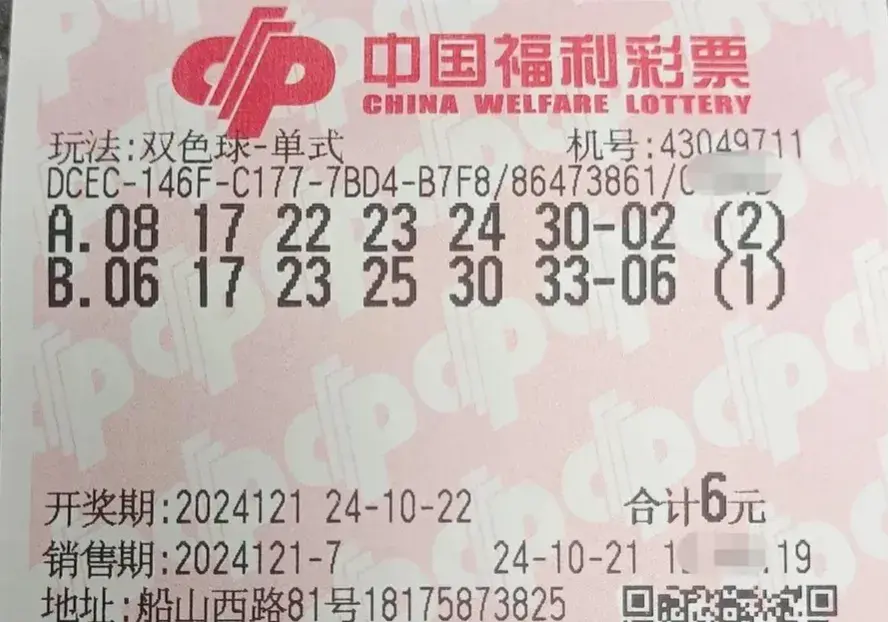 中国福利彩票
CHINA WELFARE LOTTERY
玩法:双色球-单式 机号:43049711
DCEC-146F-C177-7BD4-B7F8/86473861/
A.08 17 22 23 24 30-02 (2)
B.06 17 23 25 30 33-06 (1)
开奖期:2024121 24-10-22 合计6元
销售期:2024121-7 24-10-21 1 .19
地址:船山西路81号18175873825